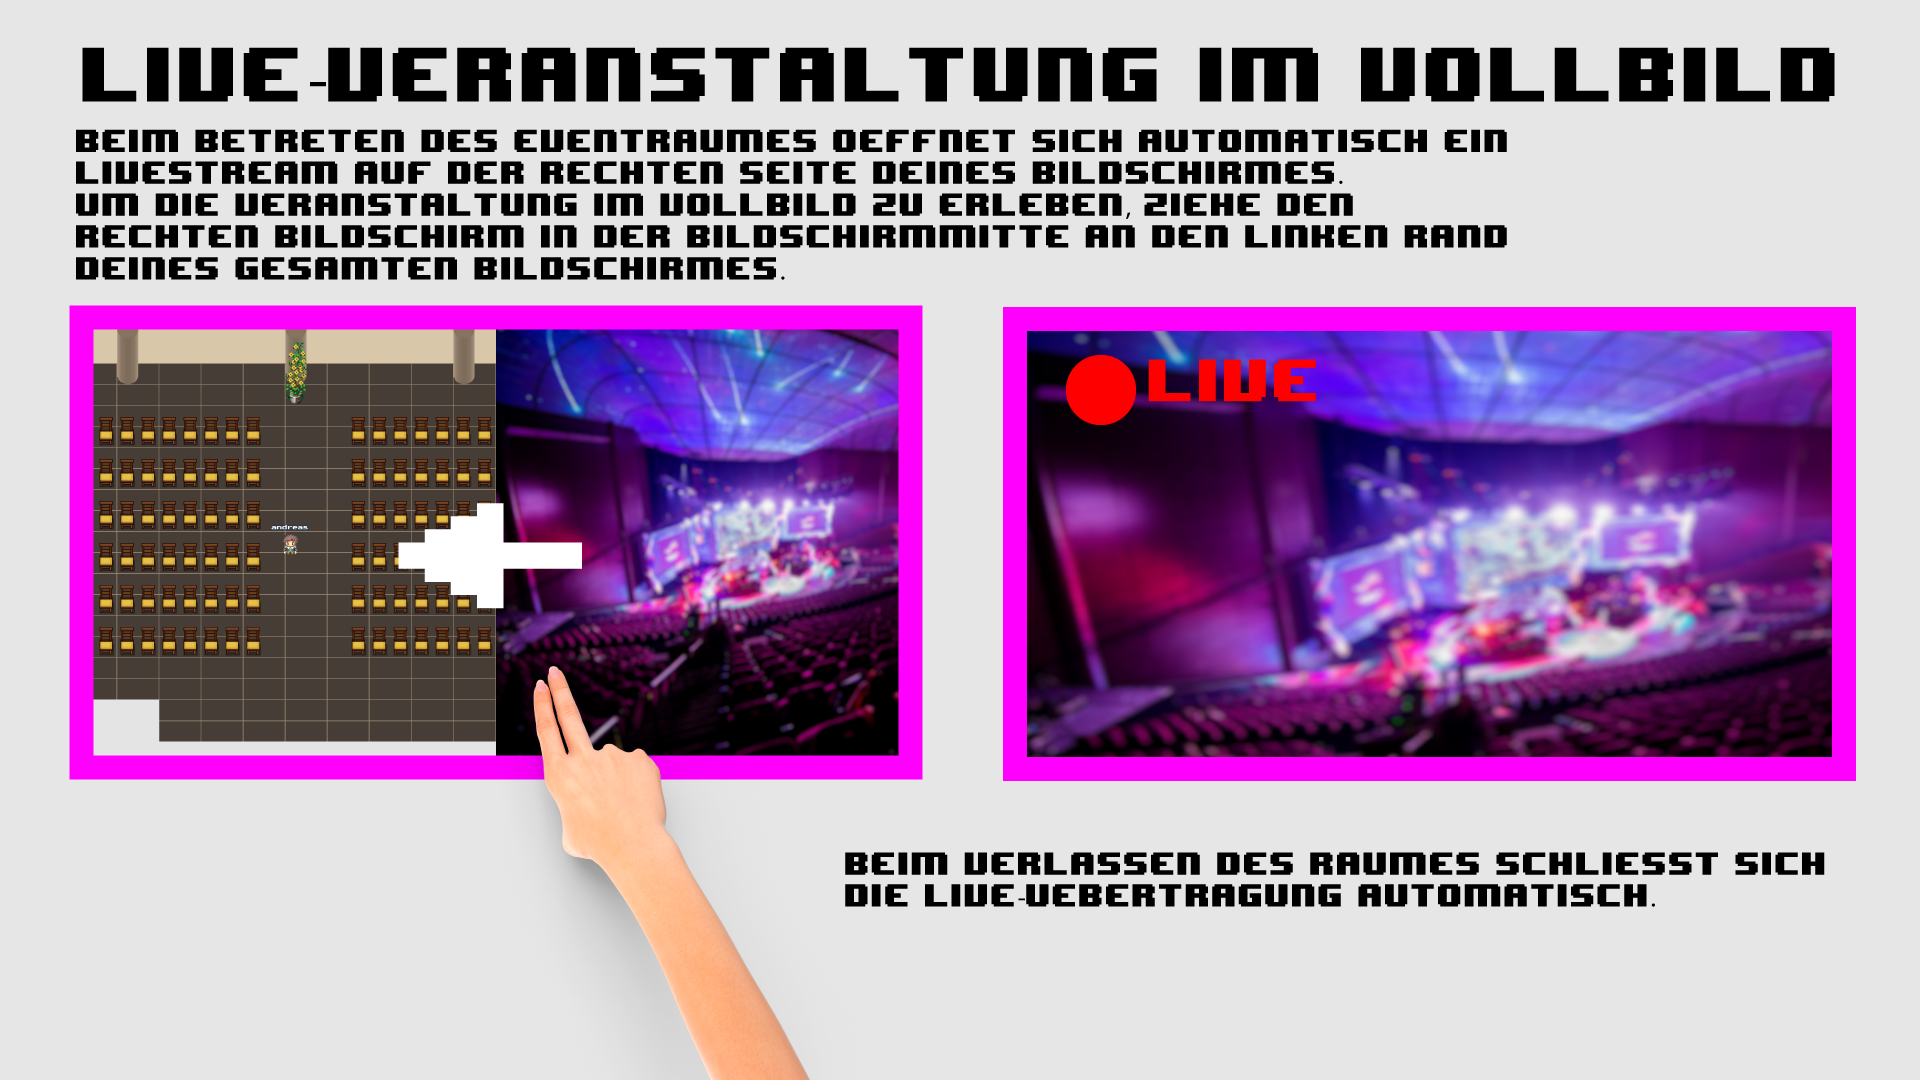 LIVE-VERANSTALTUNG IM VOLLBILD
BEIM BETRETEN DES EVENTRAUMES OEFFNET SICH AUTOMATISCH EIN
LIVESTREAM AUF DER RECHTEN SEITE DEINES BILDSCHIRMES.
UM DIE VERANSTALTUNG IM VOLLBILD ZU ERLEBEN, ZIEHE DEN
RECHTEN BILDSCHIRM IN DER BILDSCHIRMMITTE AN DEN LINKEN RAND
DEINES GESAMTEN BILDSCHIRMES.
andreas
LIVE
BEIM VERLASSEN DES RAUMES SCHLIESST SICH
DIE LIVE-UEBERTRAGUNG AUTOMATISCH.